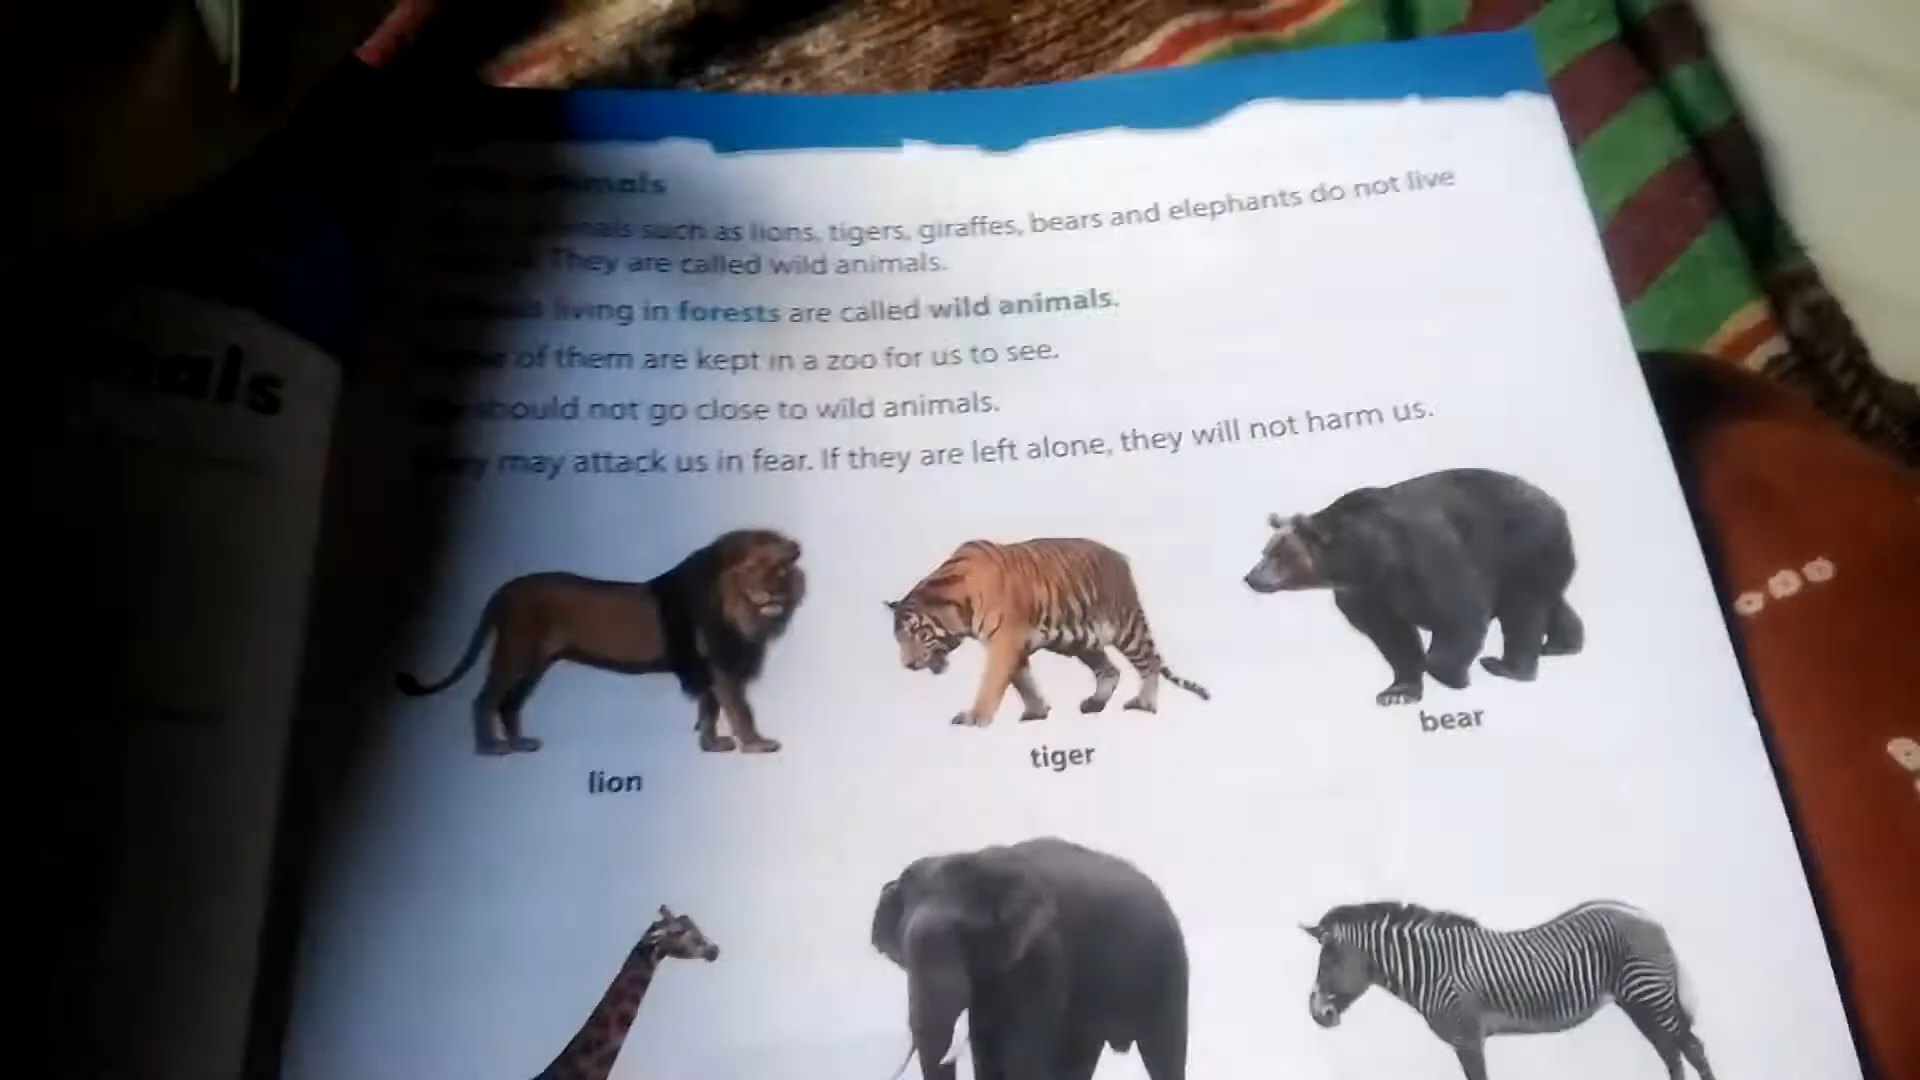 animals
such as lions, tigers, giraffes, bears and elephants do not live
They are called wild animals.
living in forests are called wild animals.
of them are kept in a zoo for us to see.
should not go close to wild animals.
may attack us in fear. If they are left alone, they will not harm us.
lion
tiger
bear